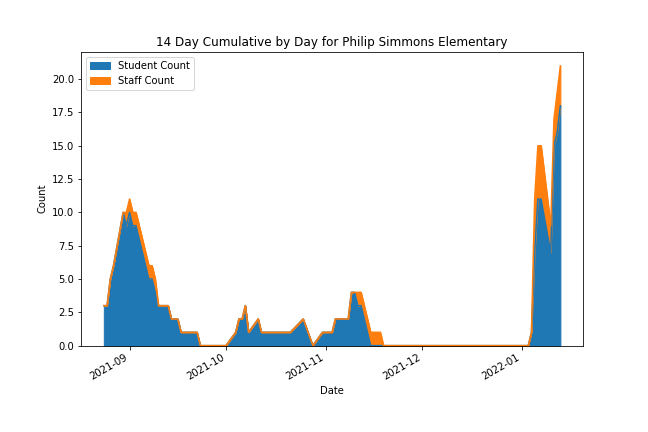 14 Day Cumulative by Day for Philip Simmons Elementary
Student Count
Staff Count
20.0
17.5
15.0
12.5
10.0
7.5
5.0
2.5
0.0
Count
2021-09
2021-10
2021-11
2021-12
2022-01
Date